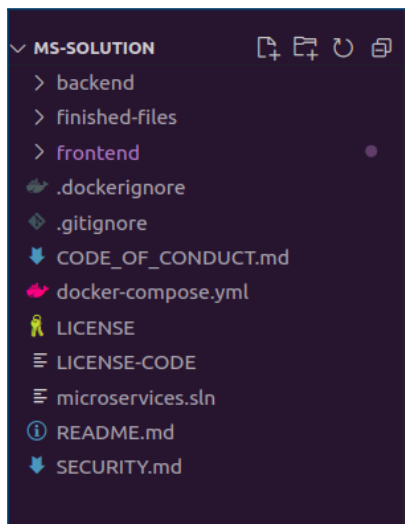 MS-SOLUTION
backend
finished-files
frontend
.dockerignore
.gitignore
CODE_OF_CONDUCT.md
docker-compose.yml
LICENSE
LICENSE-CODE
microservices.sln
README.md
SECURITY.md